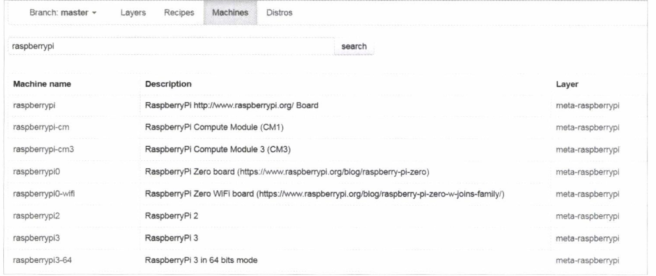 Branch: master Layers Recipes Machines Distros
raspberrypi search
Machine name Description Layer
raspberrypi RaspberryPi http://www.raspberrypi.org/ Board meta-raspberrypi
raspberrypi-cm RaspberryPi Compute Module (CM1) meta-raspberrypi
raspberrypi-cm3 RaspberryPi Compute Module 3 (CM3) meta-raspberrypi
raspberrypi0 RaspberryPi Zero board (https://www.raspberrypi.org/blog/raspberry-pi-zero) meta-raspberrypi
raspberrypi0-wifi RaspberryPi Zero WiFi board (https://www.raspberrypi.org/blog/raspberry-pi-zero-w-joins-family/) meta-raspberrypi
raspberrypi2 RaspberryPi 2 meta-raspberrypi
raspberrypi3 RaspberryPi 3 meta-raspberrypi
raspberrypi3-64 RaspberryPi 3 in 64 bits mode meta-raspberrypi